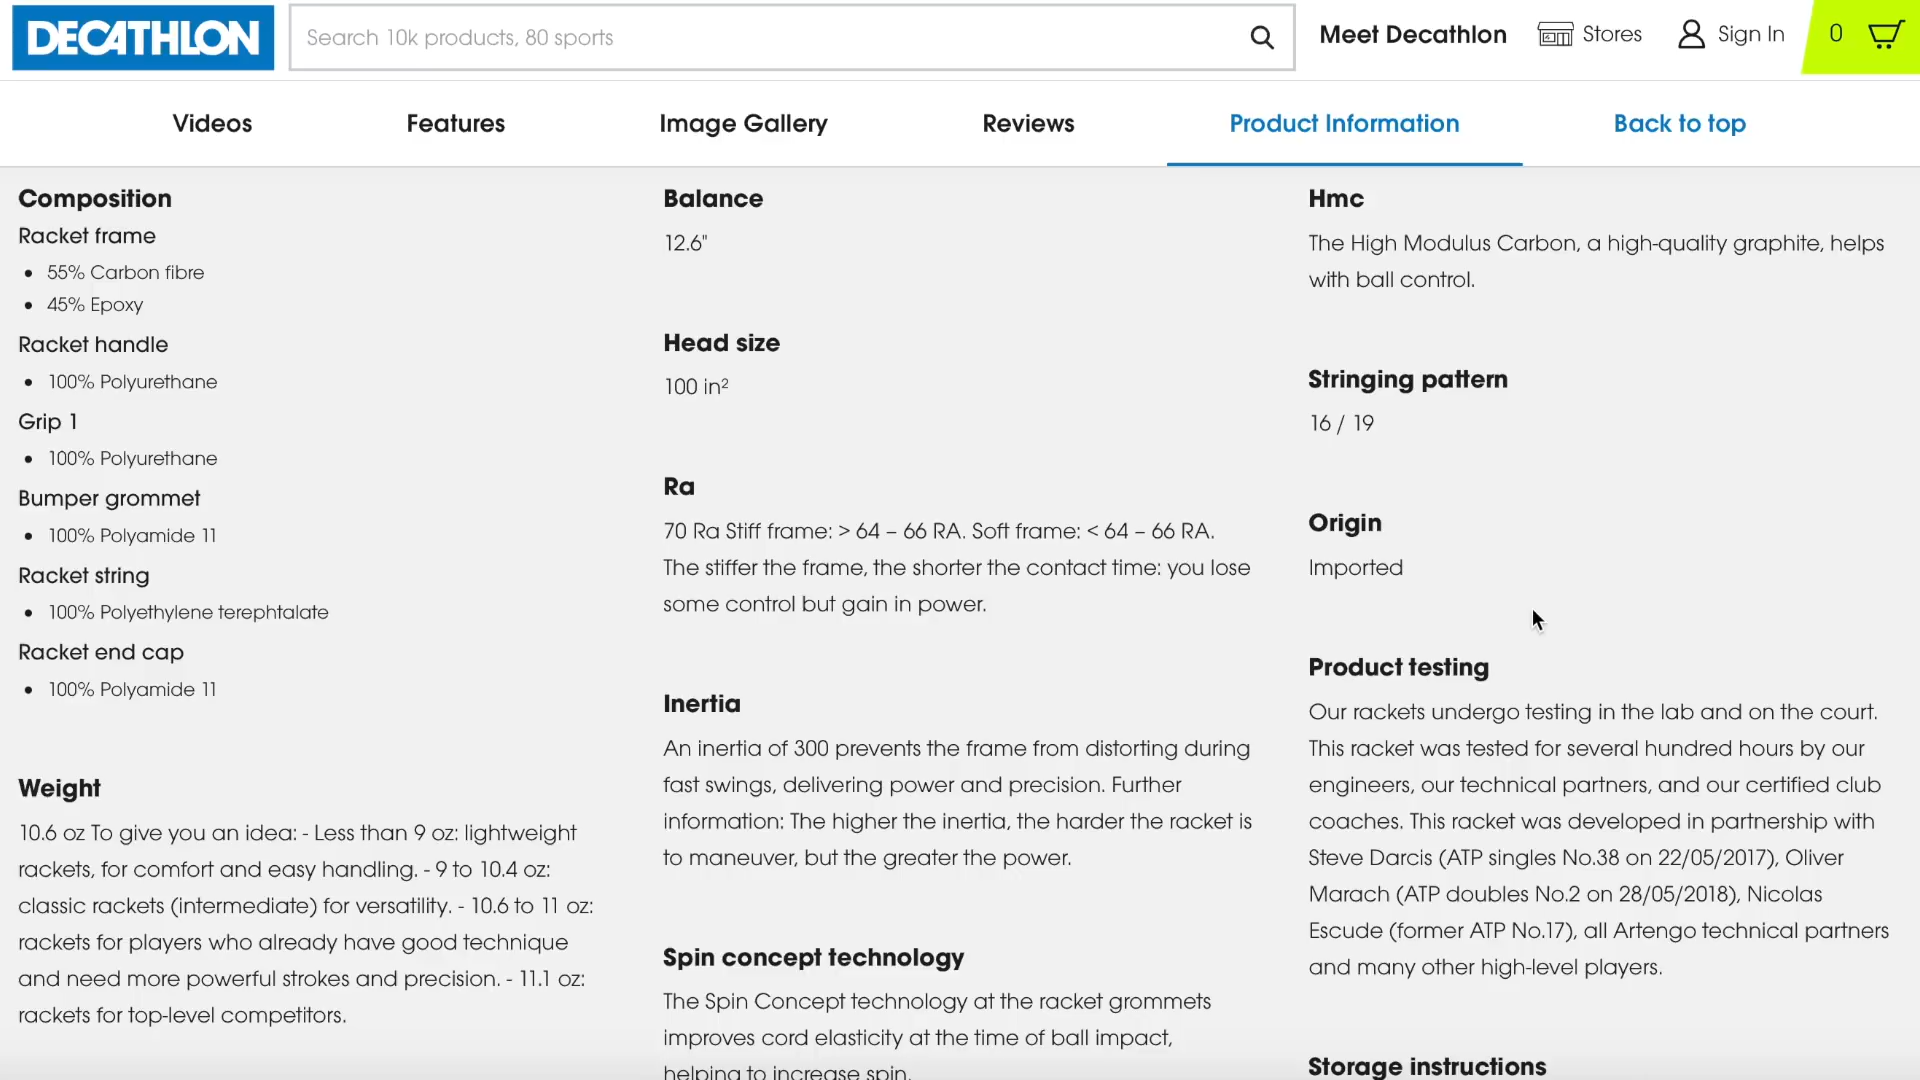 DECATHLON
Search 10k products, 80 sports
Meet Decathlon
Stores
Sign In
0
Videos
Features
Image Gallery
Reviews
Product Information
Back to top
Composition
Racket frame
• 55% Carbon fibre
• 45% Epoxy
Racket handle
• 100% Polyurethane
Grip 1
• 100% Polyurethane
Bumper grommet
• 100% Polyamide 11
Racket string
• 100% Polyethylene terephtalate
Racket end cap
• 100% Polyamide 11
Weight
10.6 oz To give you an idea: - Less than 9 oz: lightweight
rackets, for comfort and easy handling. - 9 to 10.4 oz:
classic rackets (intermediate) for versatility. - 10.6 to 11 oz:
rackets for players who already have good technique
and need more powerful strokes and precision. - 11.1 oz:
rackets for top-level competitors.
Balance
12.6"
Head size
100 in²
Ra
70 Ra Stiff frame: > 64 – 66 RA. Soft frame: < 64 – 66 RA.
The stiffer the frame, the shorter the contact time: you lose
some control but gain in power.
Inertia
An inertia of 300 prevents the frame from distorting during
fast swings, delivering power and precision. Further
information: The higher the inertia, the harder the racket is
to maneuver, but the greater the power.
Spin concept technology
The Spin Concept technology at the racket grommets
improves cord elasticity at the time of ball impact,
helping to increase spin.
Hmc
The High Modulus Carbon, a high-quality graphite, helps
with ball control.
Stringing pattern
16 / 19
Origin
Imported
Product testing
Our rackets undergo testing in the lab and on the court.
This racket was tested for several hundred hours by our
engineers, our technical partners, and our certified club
coaches. This racket was developed in partnership with
Steve Darcis (ATP singles No.38 on 22/05/2017), Oliver
Marach (ATP doubles No.2 on 28/05/2018), Nicolas
Escude (former ATP No.17), all Artengo technical partners
and many other high-level players.
Storage instructions